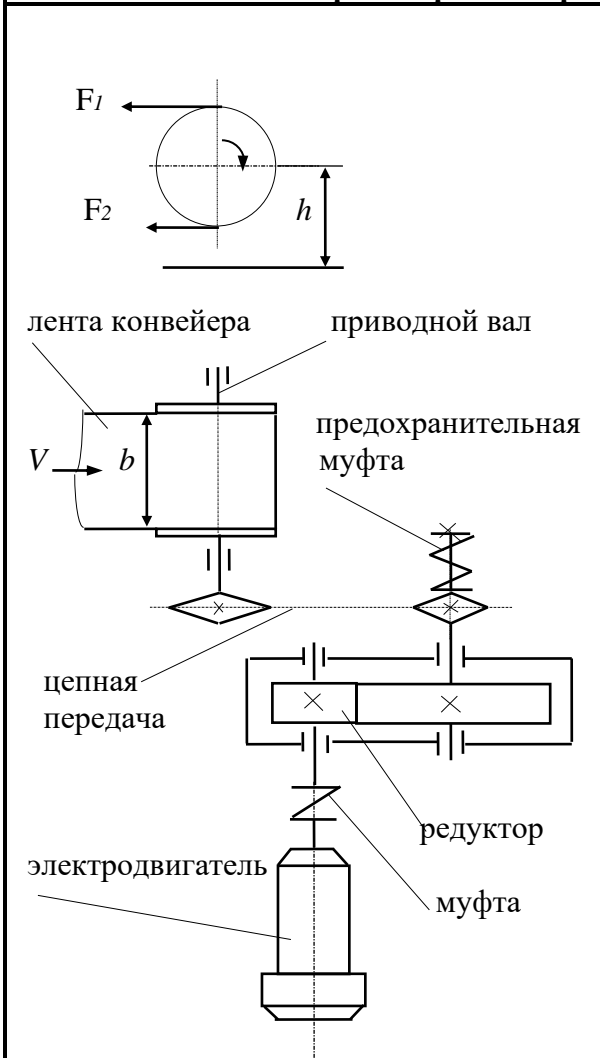 F1
F2
h
лента конвейера
приводной вал
предохранительная
муфта
V
b
цепная
передача
редуктор
электродвигатель
муфта